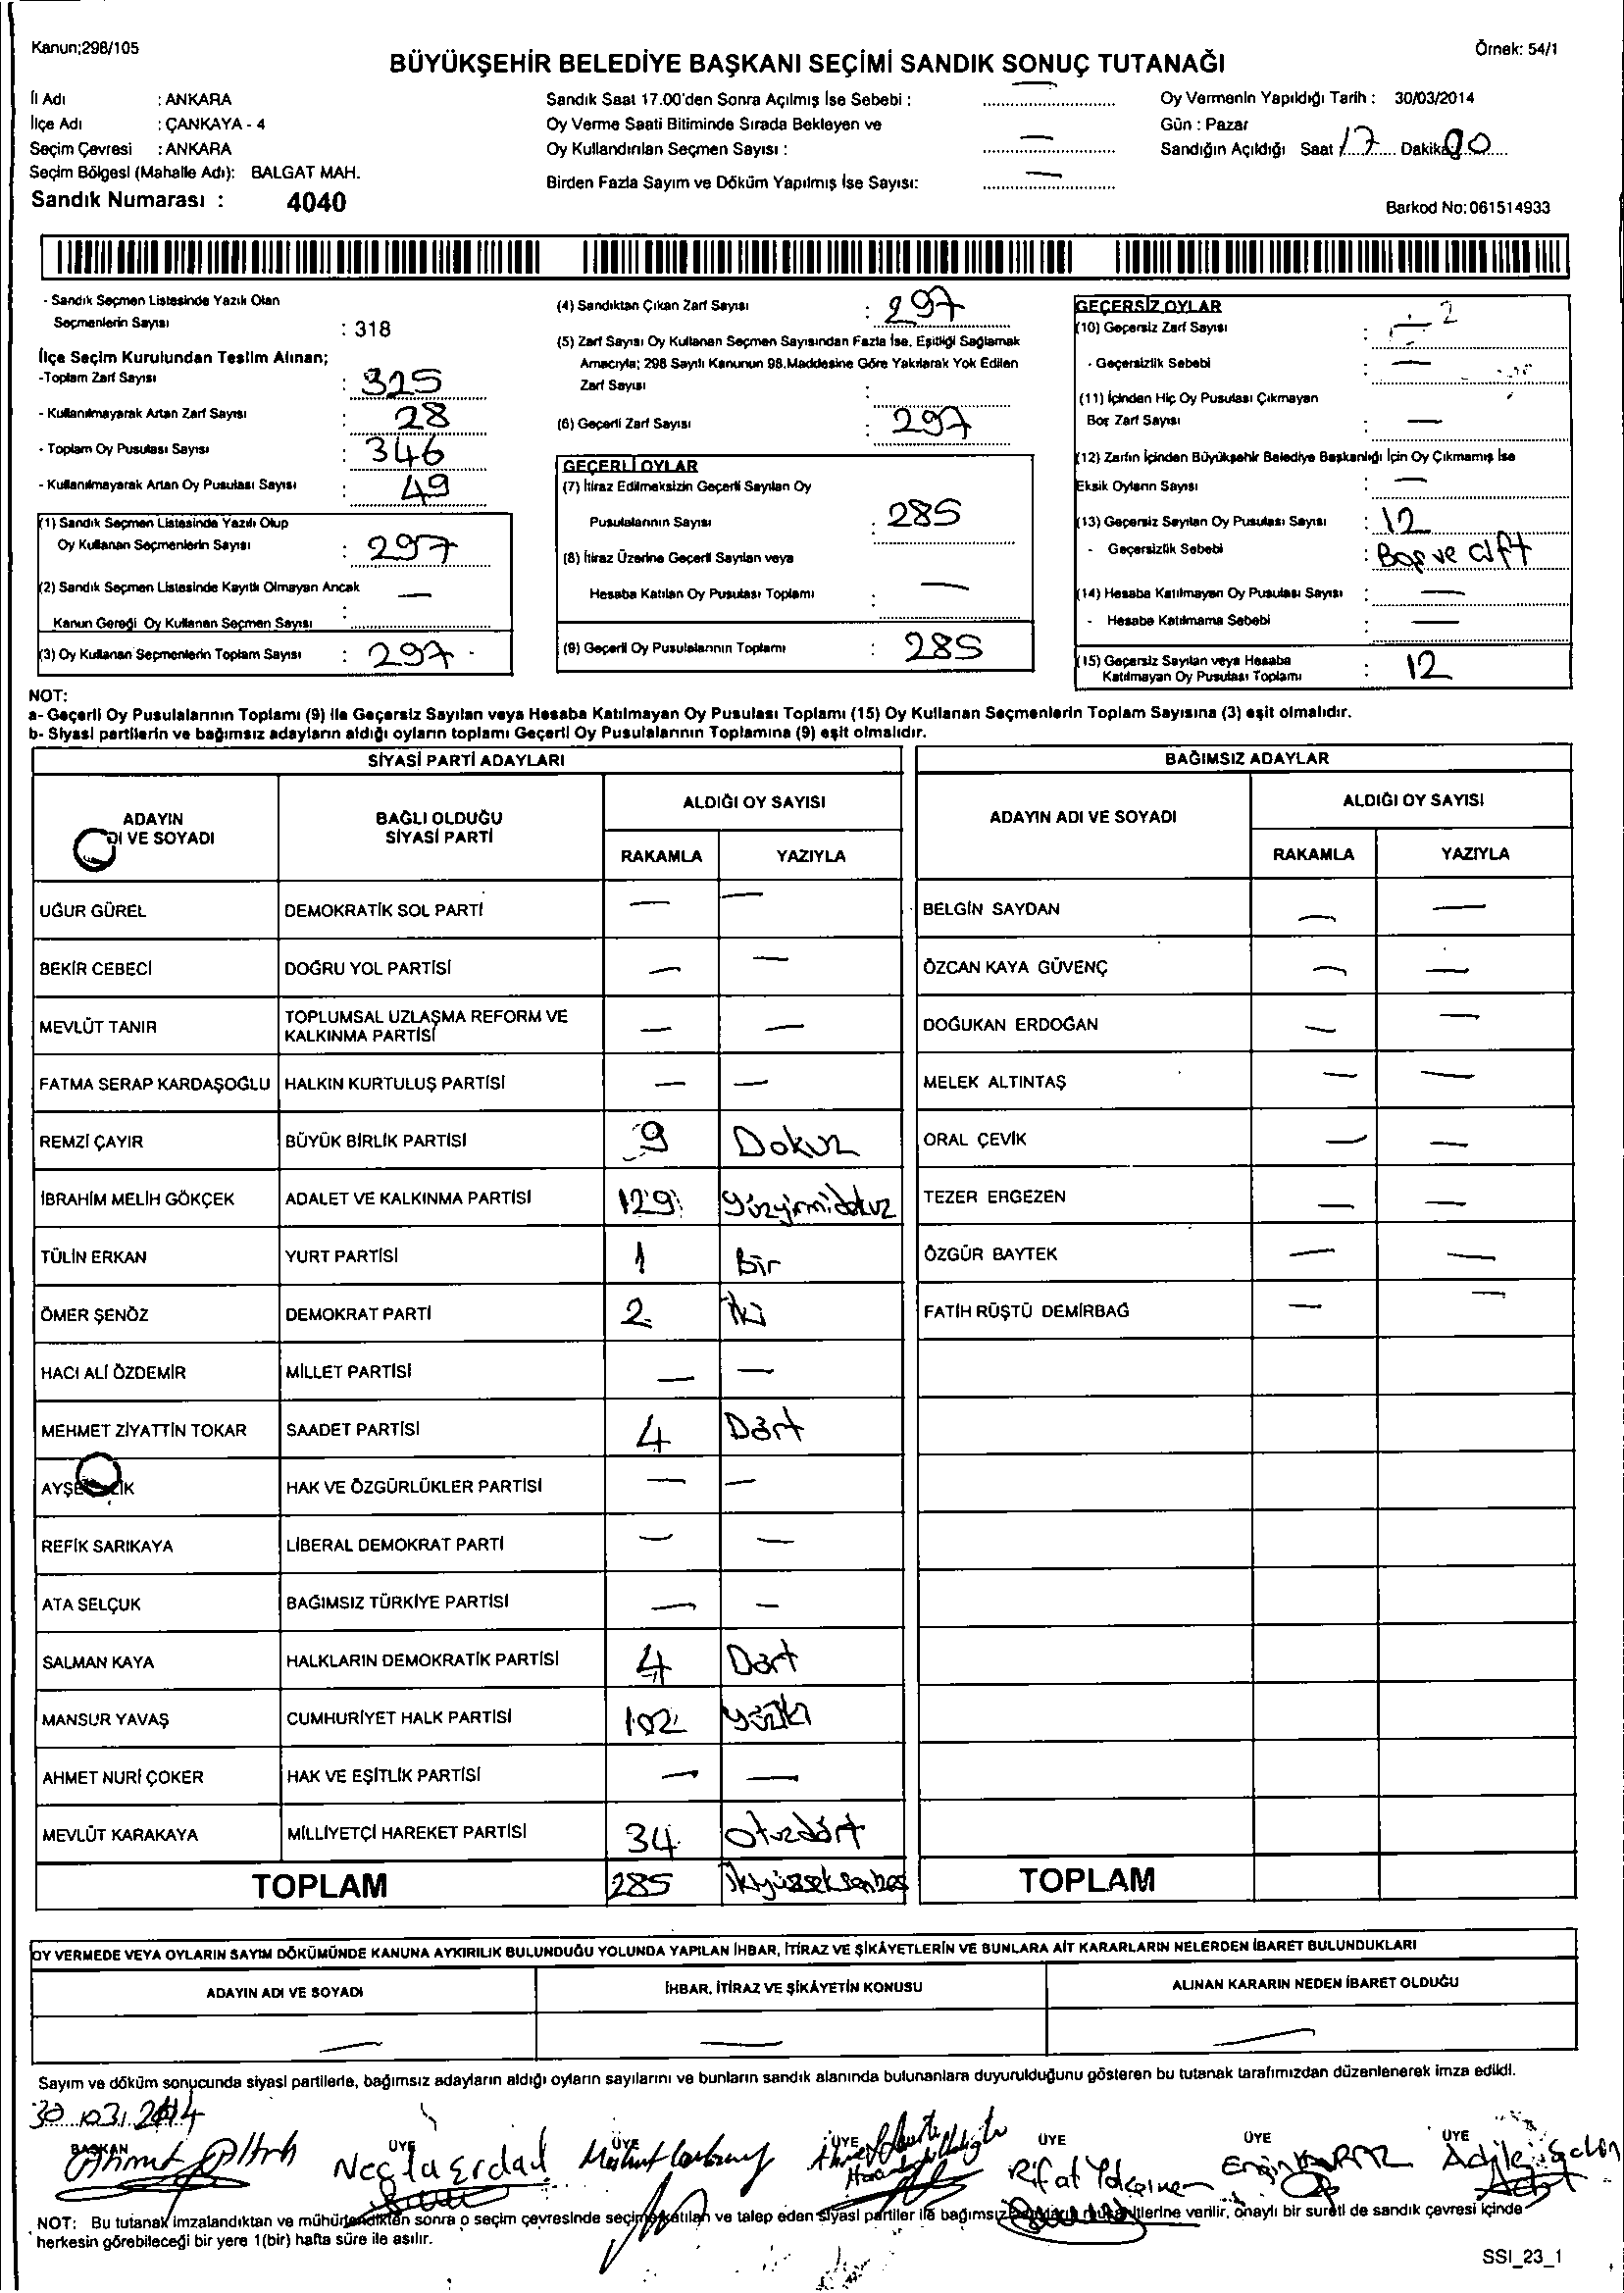 Kanun;298/105
Örnek: 54/1
BÜYÜKŞEHİR BELEDİYE BAŞKANI SEÇİMİ SANDIK SONUÇ TUTANAĞI
İl Adı : ANKARA
İlçe Adı : ÇANKAYA - 4
Seçim Çevresi : ANKARA
Seçim Bölgesi (Mahalle Adı): BALGAT MAH.
Sandık Numarası : 4040
Sandık Saat 17.00'den Sonra Açılmış İse Sebebi : —
Oy Verme Saati Bitiminde Sırada Bekleyen ve
Oy Kullandırılan Seçmen Sayısı : —
Birden Fazla Sayım ve Döküm Yapılmış İse Sayısı: —
Oy Vermenin Yapıldığı Tarih : 30/03/2014
Gün : Pazar
Sandığın Açıldığı Saat 17 Dakika 00
Barkod No:061514933
- Sandık Seçmen Listesinde Yazılı Olan
Seçmenlerin Sayısı : 318
İlçe Seçim Kurulundan Teslim Alınan;
-Toplam Zarf Sayısı : 325
- Kullanılmayarak Artan Zarf Sayısı : 28
- Toplam Oy Pusulası Sayısı : 346
- Kullanılmayarak Artan Oy Pusulası Sayısı : 49
(1) Sandık Seçmen Listesinde Yazılı Olup
Oy Kullanan Seçmenlerin Sayısı : 297
(2) Sandık Seçmen Listesinde Kayıtlı Olmayan Ancak
Kanun Gereği Oy Kullanan Seçmen Sayısı : —
(3) Oy Kullanan Seçmenlerin Toplam Sayısı : 297
(4) Sandıktan Çıkan Zarf Sayısı : 297
(5) Zarf Sayısı Oy Kullanan Seçmen Sayısından Fazla İse, Eşitliği Sağlamak
Amacıyla; 298 Sayılı Kanunun 98.Maddesine Göre Yakılarak Yok Edilen
Zarf Sayısı :
(6) Geçerli Zarf Sayısı : 297
GEÇERLİ OYLAR
(7) İtiraz Edilmeksizin Geçerli Sayılan Oy
Pusulalarının Sayısı : 285
(8) İtiraz Üzerine Geçerli Sayılan veya
Hesaba Katılan Oy Pusulası Toplamı : —
(9) Geçerli Oy Pusulalarının Toplamı : 285
GEÇERSİZ OYLAR
(10) Geçersiz Zarf Sayısı : —
- Geçersizlik Sebebi : —
(11) İçinden Hiç Oy Pusulası Çıkmayan
Boş Zarf Sayısı : —
(12) Zarfın İçinden Büyükşehir Belediye Başkanlığı İçin Oy Çıkmamış İse
Eksik Oyların Sayısı : —
(13) Geçersiz Sayılan Oy Pusulası Sayısı : 12
- Geçersizlik Sebebi : Boş ve Çift
(14) Hesaba Katılmayan Oy Pusulası Sayısı : —
- Hesaba Katılmama Sebebi : —
(15) Geçersiz Sayılan veya Hesaba
Katılmayan Oy Pusulası Toplamı : 12
NOT:
a- Geçerli Oy Pusulalarının Toplamı (9) ile Geçersiz Sayılan veya Hesaba Katılmayan Oy Pusulası Toplamı (15) Oy Kullanan Seçmenlerin Toplam Sayısına (3) eşit olmalıdır.
b- Siyasi partilerin ve bağımsız adayların aldığı oyların toplamı Geçerli Oy Pusulalarının Toplamına (9) eşit olmalıdır.
SİYASİ PARTİ ADAYLARI
ADAYIN
DI VE SOYADI
BAĞLI OLDUĞU
SİYASİ PARTİ
ALDIĞI OY SAYISI
RAKAMLA YAZIYLA
UĞUR GÜREL DEMOKRATİK SOL PARTİ — —
BEKİR CEBECİ DOĞRU YOL PARTİSİ — —
MEVLÜT TANIR TOPLUMSAL UZLAŞMA REFORM VE
KALKINMA PARTİSİ — —
FATMA SERAP KARDAŞOĞLU HALKIN KURTULUŞ PARTİSİ — —
REMZİ ÇAYIR BÜYÜK BİRLİK PARTİSİ 9 Dokuz
İBRAHİM MELİH GÖKÇEK ADALET VE KALKINMA PARTİSİ 129 Yüzyirmidokuz
TÜLİN ERKAN YURT PARTİSİ 1 Bir
ÖMER ŞENÖZ DEMOKRAT PARTİ 2 İki
HACI ALİ ÖZDEMİR MİLLET PARTİSİ — —
MEHMET ZİYATTİN TOKAR SAADET PARTİSİ 4 Dört
AYŞE LİK HAK VE ÖZGÜRLÜKLER PARTİSİ — —
REFİK SARIKAYA LİBERAL DEMOKRAT PARTİ — —
ATA SELÇUK BAĞIMSIZ TÜRKİYE PARTİSİ — —
SALMAN KAYA HALKLARIN DEMOKRATİK PARTİSİ 4 Dört
MANSUR YAVAŞ CUMHURİYET HALK PARTİSİ 102 Yüziki
AHMET NURİ ÇOKER HAK VE EŞİTLİK PARTİSİ — —
MEVLÜT KARAKAYA MİLLİYETÇİ HAREKET PARTİSİ 34 Otuzdört
TOPLAM 285 İkiyüzseksenbeş
BAĞIMSIZ ADAYLAR
ADAYIN ADI VE SOYADI
ALDIĞI OY SAYISI
RAKAMLA YAZIYLA
BELGİN SAYDAN — —
ÖZCAN KAYA GÜVENÇ — —
DOĞUKAN ERDOĞAN — —
MELEK ALTINTAŞ — —
ORAL ÇEVİK — —
TEZER ERGEZEN — —
ÖZGÜR BAYTEK — —
FATİH RÜŞTÜ DEMİRBAĞ — —
TOPLAM
OY VERMEDE VEYA OYLARIN SAYIM DÖKÜMÜNDE KANUNA AYKIRILIK BULUNDUĞU YOLUNDA YAPILAN İHBAR, İTİRAZ VE ŞİKÂYETLERİN VE BUNLARA AİT KARARLARIN NELERDEN İBARET BULUNDUKLARI
ADAYIN ADI VE SOYADI İHBAR, İTİRAZ VE ŞİKÂYETİN KONUSU ALINAN KARARIN NEDEN İBARET OLDUĞU
— — —
Sayım ve döküm sonucunda siyasi partilerle, bağımsız adayların aldığı oyların sayılarını ve bunların sandık alanında bulunanlara duyurulduğunu gösteren bu tutanak tarafımızdan düzenlenerek imza edildi.
30.03.2014
BAŞKAN ÜYE ÜYE ÜYE ÜYE ÜYE ÜYE
Necla Erdal Rifat Engin Adile
NOT: Bu tutanak imzalandıktan ve mühürlendikten sonra o seçim çevresinde seçime katılan ve talep eden siyasi partiler ile bağımsız adayların müşahitlerine verilir, onaylı bir sureti de sandık çevresi içinde
herkesin görebileceği bir yere 1(bir) hafta süre ile asılır.
SSI_23_1